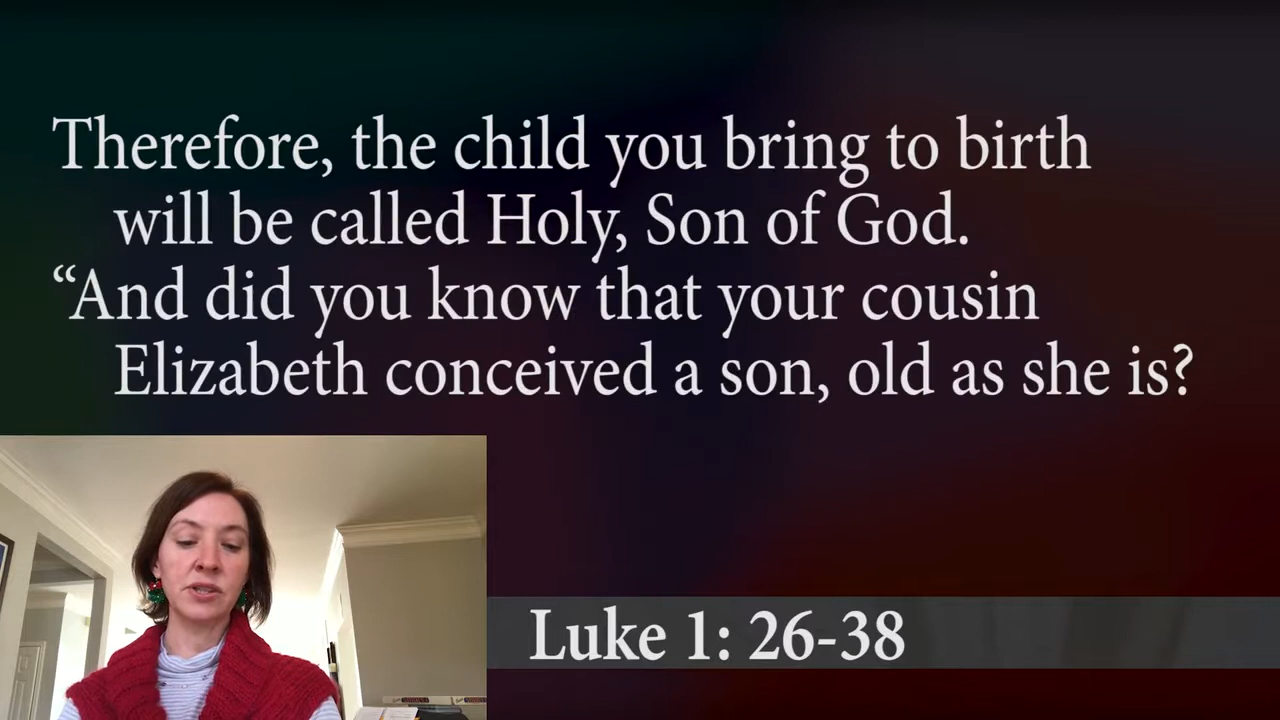 Therefore, the child you bring to birth
will be called Holy, Son of God.
“And did you know that your cousin
Elizabeth conceived a son, old as she is?
Luke 1: 26-38